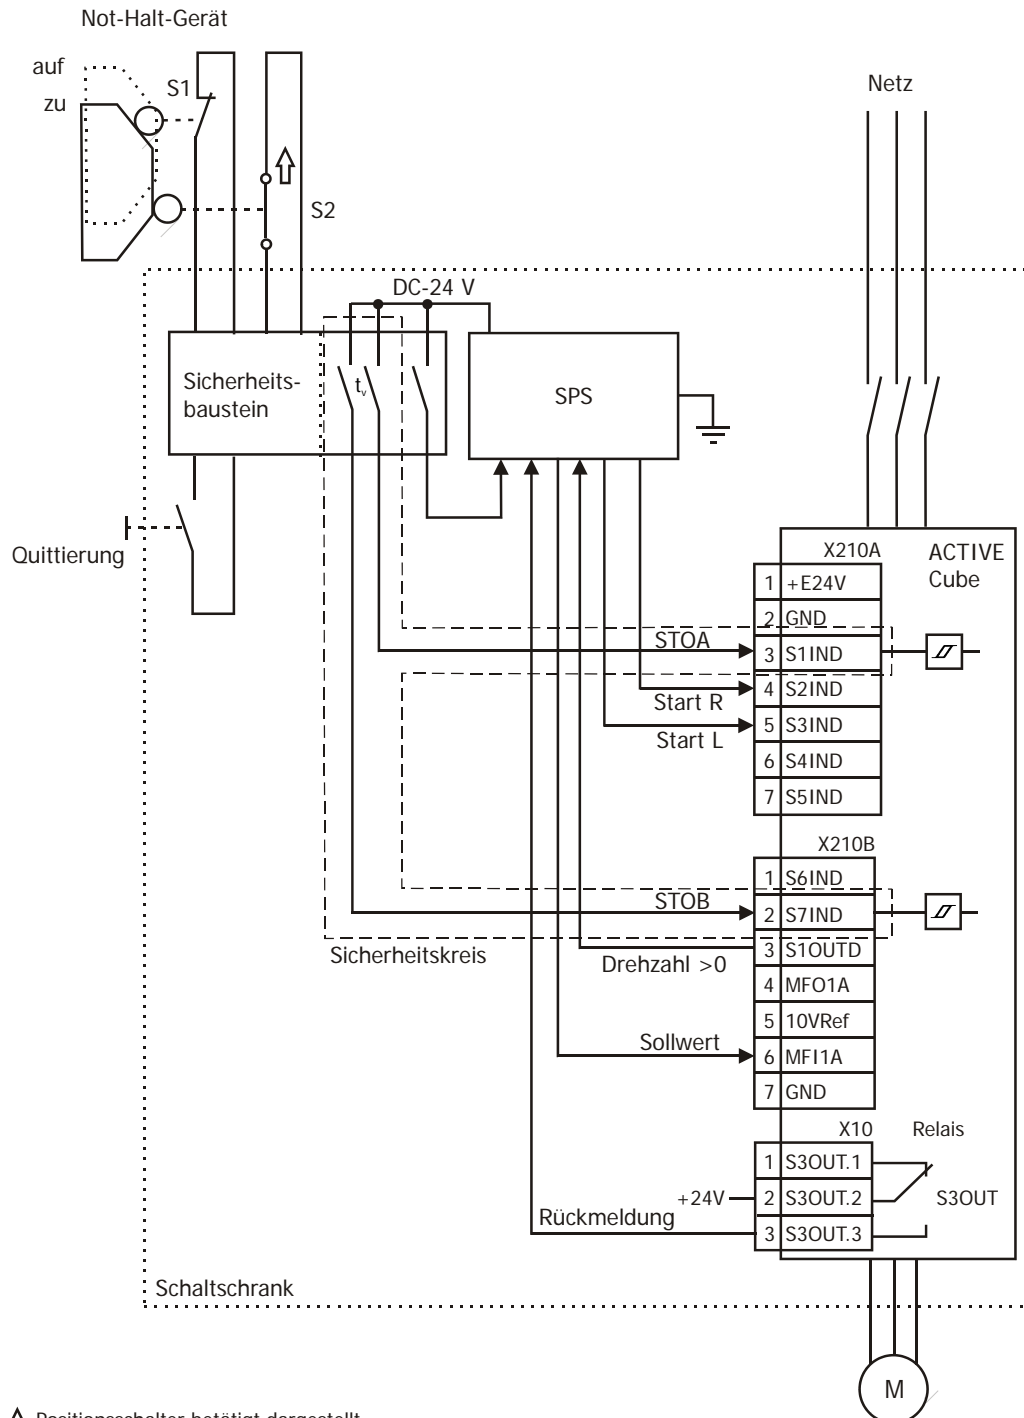 Not-Halt-Gerät
auf
S1
zu
Netz
S2
DC-24 V
Sicherheits-
baustein
tv
SPS
Quittierung
X210A
ACTIVE
Cube
1 +E24V
2 GND
STOA
3 S1IND
4 S2IND
Start R
5 S3IND
Start L
6 S4IND
7 S5IND
X210B
1 S6IND
STOB
2 S7IND
Sicherheitskreis
3 S1OUTD
Drehzahl >0
4 MFO1A
5 10VRef
Sollwert
6 MFI1A
7 GND
X10
Relais
1 S3OUT.1
+24V
2 S3OUT.2
S3OUT
Rückmeldung
3 S3OUT.3
Schaltschrank
M
Positionsschalter betätigt dargestellt